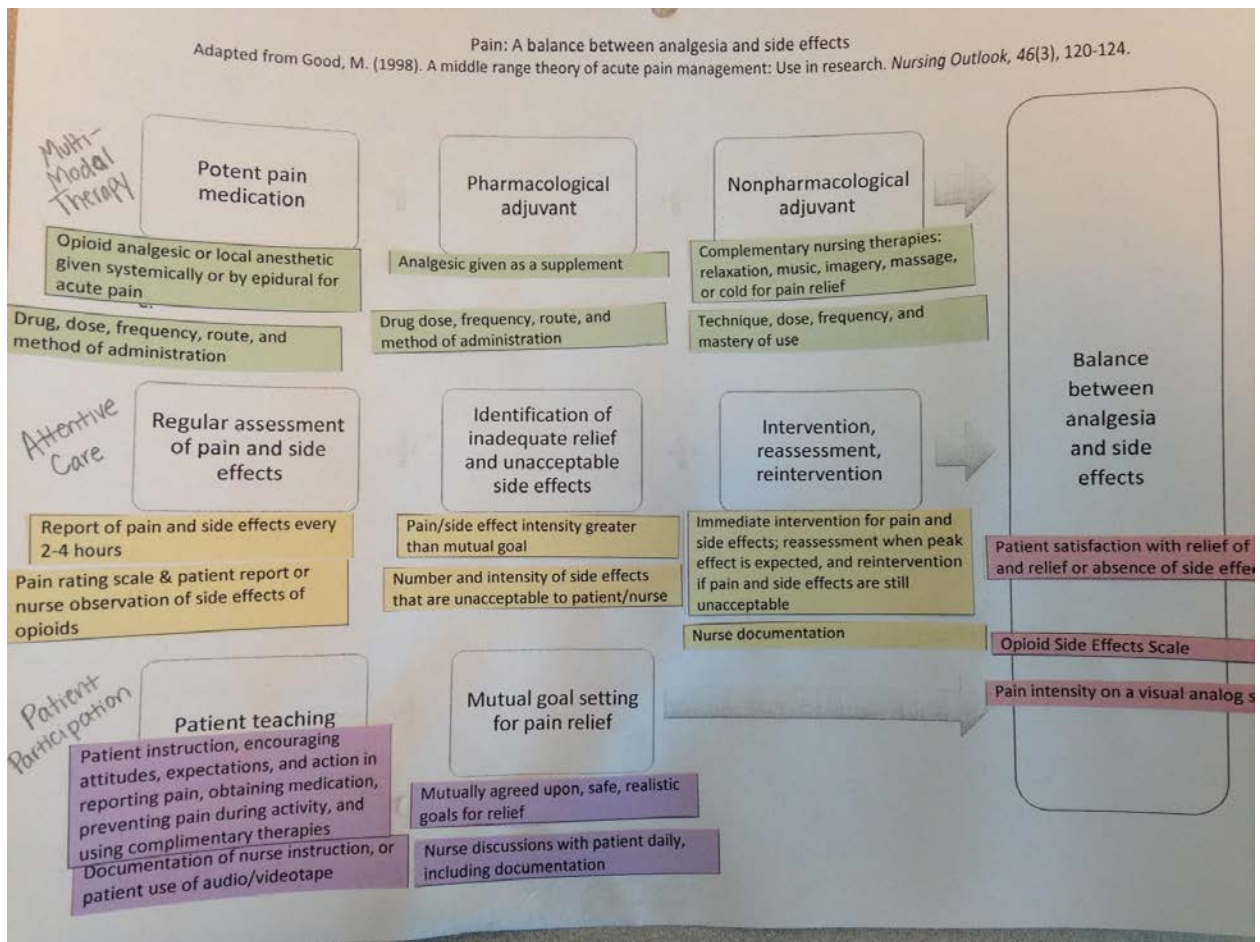 Pain: A balance between analgesia and side effects
Adapted from Good, M. (1998). A middle range theory of acute pain management: Use in research. Nursing Outlook, 46(3), 120-124.
Multi-
Modal
Therapy
Potent pain
medication
Opioid analgesic or local anesthetic
given systemically or by epidural for
acute pain
Drug, dose, frequency, route, and
method of administration
Pharmacological
adjuvant
Analgesic given as a supplement
Drug dose, frequency, route, and
method of administration
Nonpharmacological
adjuvant
Complementary nursing therapies:
relaxation, music, imagery, massage,
or cold for pain relief
Technique, dose, frequency, and
mastery of use
Attentive
Care
Regular assessment
of pain and side
effects
Report of pain and side effects every
2-4 hours
Pain rating scale & patient report or
nurse observation of side effects of
opioids
Identification of
inadequate relief
and unacceptable
side effects
Pain/side effect intensity greater
than mutual goal
Number and intensity of side effects
that are unacceptable to patient/nurse
Intervention,
reassessment,
reintervention
Immediate intervention for pain and
side effects; reassessment when peak
effect is expected, and reintervention
if pain and side effects are still
unacceptable
Nurse documentation
Patient
Participation
Patient teaching
Patient instruction, encouraging
attitudes, expectations, and action in
reporting pain, obtaining medication,
preventing pain during activity, and
using complimentary therapies
Documentation of nurse instruction, or
patient use of audio/videotape
Mutual goal setting
for pain relief
Mutually agreed upon, safe, realistic
goals for relief
Nurse discussions with patient daily,
including documentation
Balance
between
analgesia
and side
effects
Patient satisfaction with relief of
and relief or absence of side effe
Opioid Side Effects Scale
Pain intensity on a visual analog s